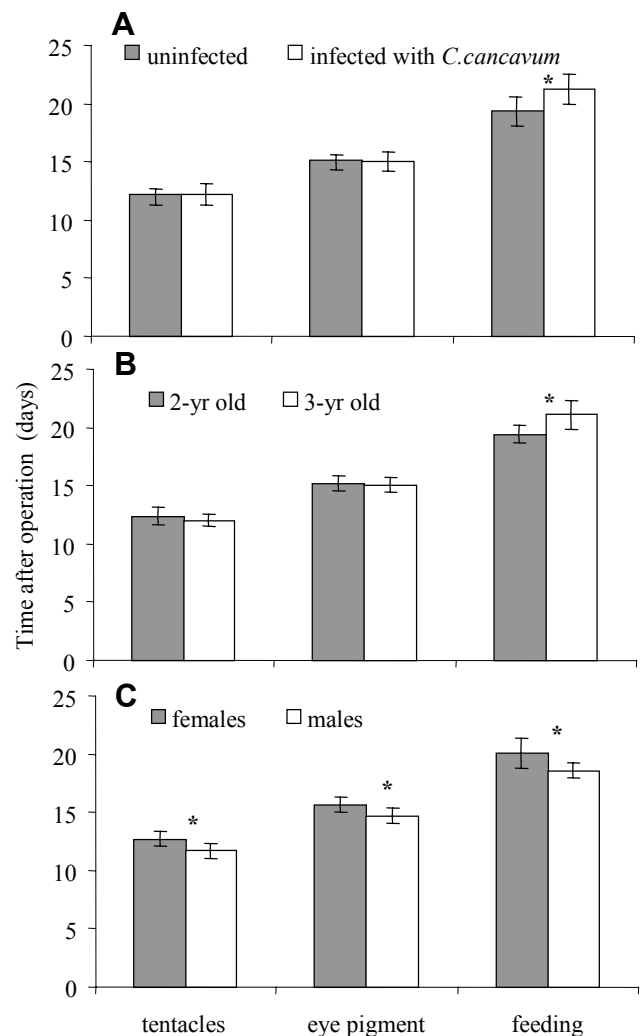 A
25
uninfected infected with C.cancavum
20
*
15
10
5
0
B
25
2-yr old 3-yr old
20
*
15
10
5
0
Time after operation (days)
C
25
females males
20
*
15
*
*
10
5
0
tentacles eye pigment feeding